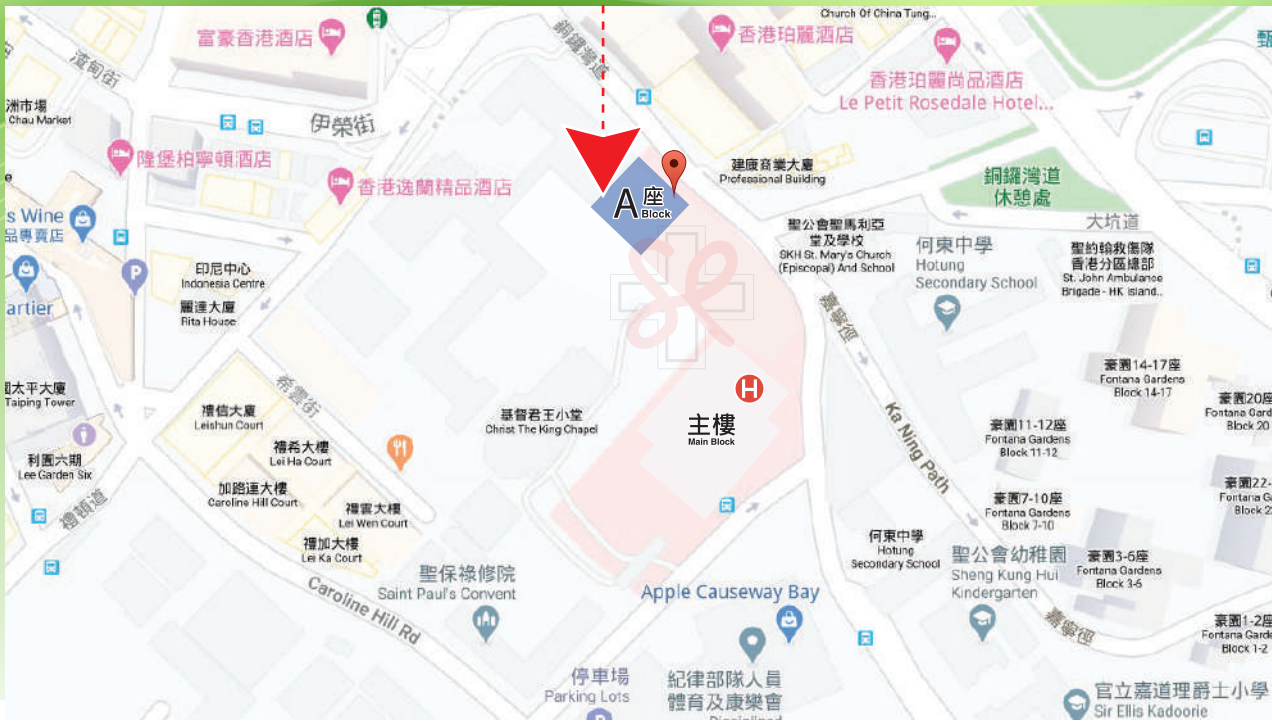 Church Of China Tung...
富豪香港酒店
香港珀麗酒店
銅鑼灣道
渣甸街
香港珀麗尚品酒店
Le Petit Rosedale Hotel...
洲市場
Chau Market
伊榮街
隆堡柏寧頓酒店
香港逸蘭精品酒店
建康商業大廈
Professional Building
銅鑼灣道
休憩處
A座
Block
s Wine
品專賣店
大坑道
聖公會聖馬利亞
堂及學校
SKH St. Mary's Church
(Episcopal) And School
何東中學
Hotung
Secondary School
聖約翰救傷隊
香港分區總部
St. John Ambulance
Brigade - HK Island...
P
印尼中心
Indonesia Centre
artier
麗達大廈
Rita House
嘉寧徑
豪園14-17座
Fontana Gardens
Block 14-17
太平大廈
Taiping Tower
希雲街
H
主樓
Main Block
禮信大廈
Leishun Court
基督君王小堂
Christ The King Chapel
Ka Ning Path
豪園20座
Fontana Gard
Block 20
豪園11-12座
Fontana Gardens
Block 11-12
禮希大樓
Lei Ha Court
利園六期
Lee Garden Six
加路連大樓
Caroline Hill Court
禮頓道
禮雲大樓
Lei Wen Court
豪園7-10座
Fontana Gardens
Block 7-10
豪園22-
Fontana Ga
Block 2
禮加大樓
Lei Ka Court
何東中學
Hotung
Secondary School
聖公會幼稚園
Sheng Kung Hui
Kindergarten
豪園3-6座
Fontana Gardens
Block 3-6
聖保祿修院
Saint Paul's Convent
Caroline Hill Rd
Apple Causeway Bay
嘉寧徑
豪園1-2座
Fontana Garde
Block 1-2
停車場
Parking Lots
紀律部隊人員
體育及康樂會
官立嘉道理爵士小學
Sir Ellis Kadoorie